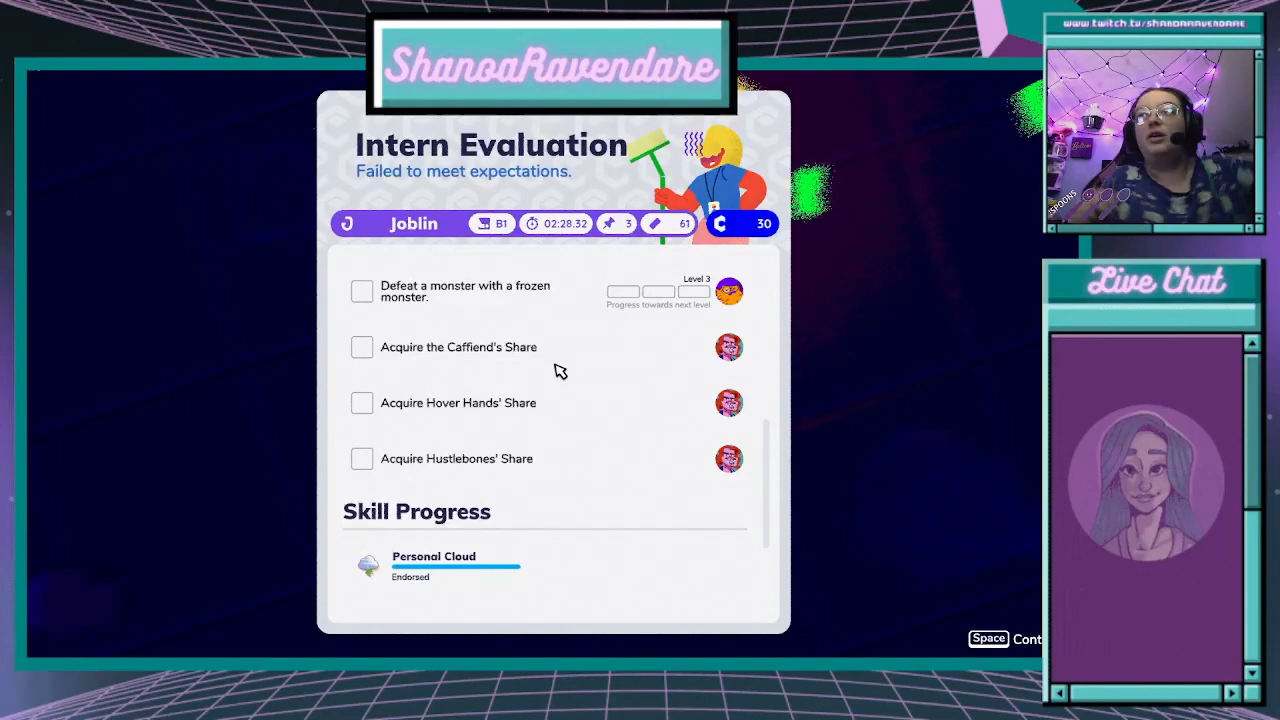 www.twitch.tv/shanoaravendare
ShanoaRavendare
Intern Evaluation
Failed to meet expectations.
Joblin
B1
02:28.32
3
61
30
Defeat a monster with a frozen
monster.
Level 3
Progress towards next level
Acquire the Caffiend's Share
Acquire Hover Hands' Share
Acquire Hustlebones' Share
Skill Progress
Personal Cloud
Endorsed
Space Cont
SPOONS
Live Chat